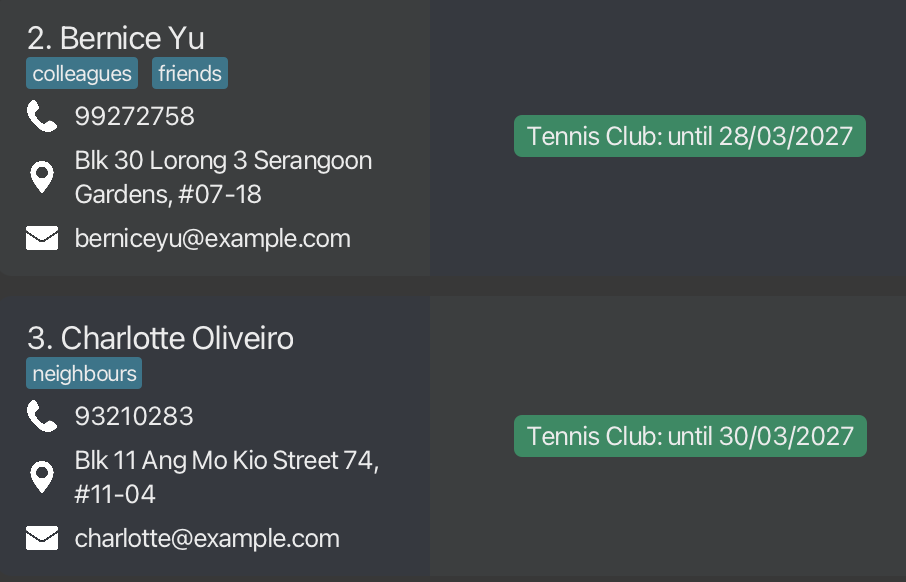 2. Bernice Yu
colleagues friends
99272758
Blk 30 Lorong 3 Serangoon
Gardens, #07-18
berniceyu@example.com
Tennis Club: until 28/03/2027
3. Charlotte Oliveiro
neighbours
93210283
Blk 11 Ang Mo Kio Street 74,
#11-04
charlotte@example.com
Tennis Club: until 30/03/2027